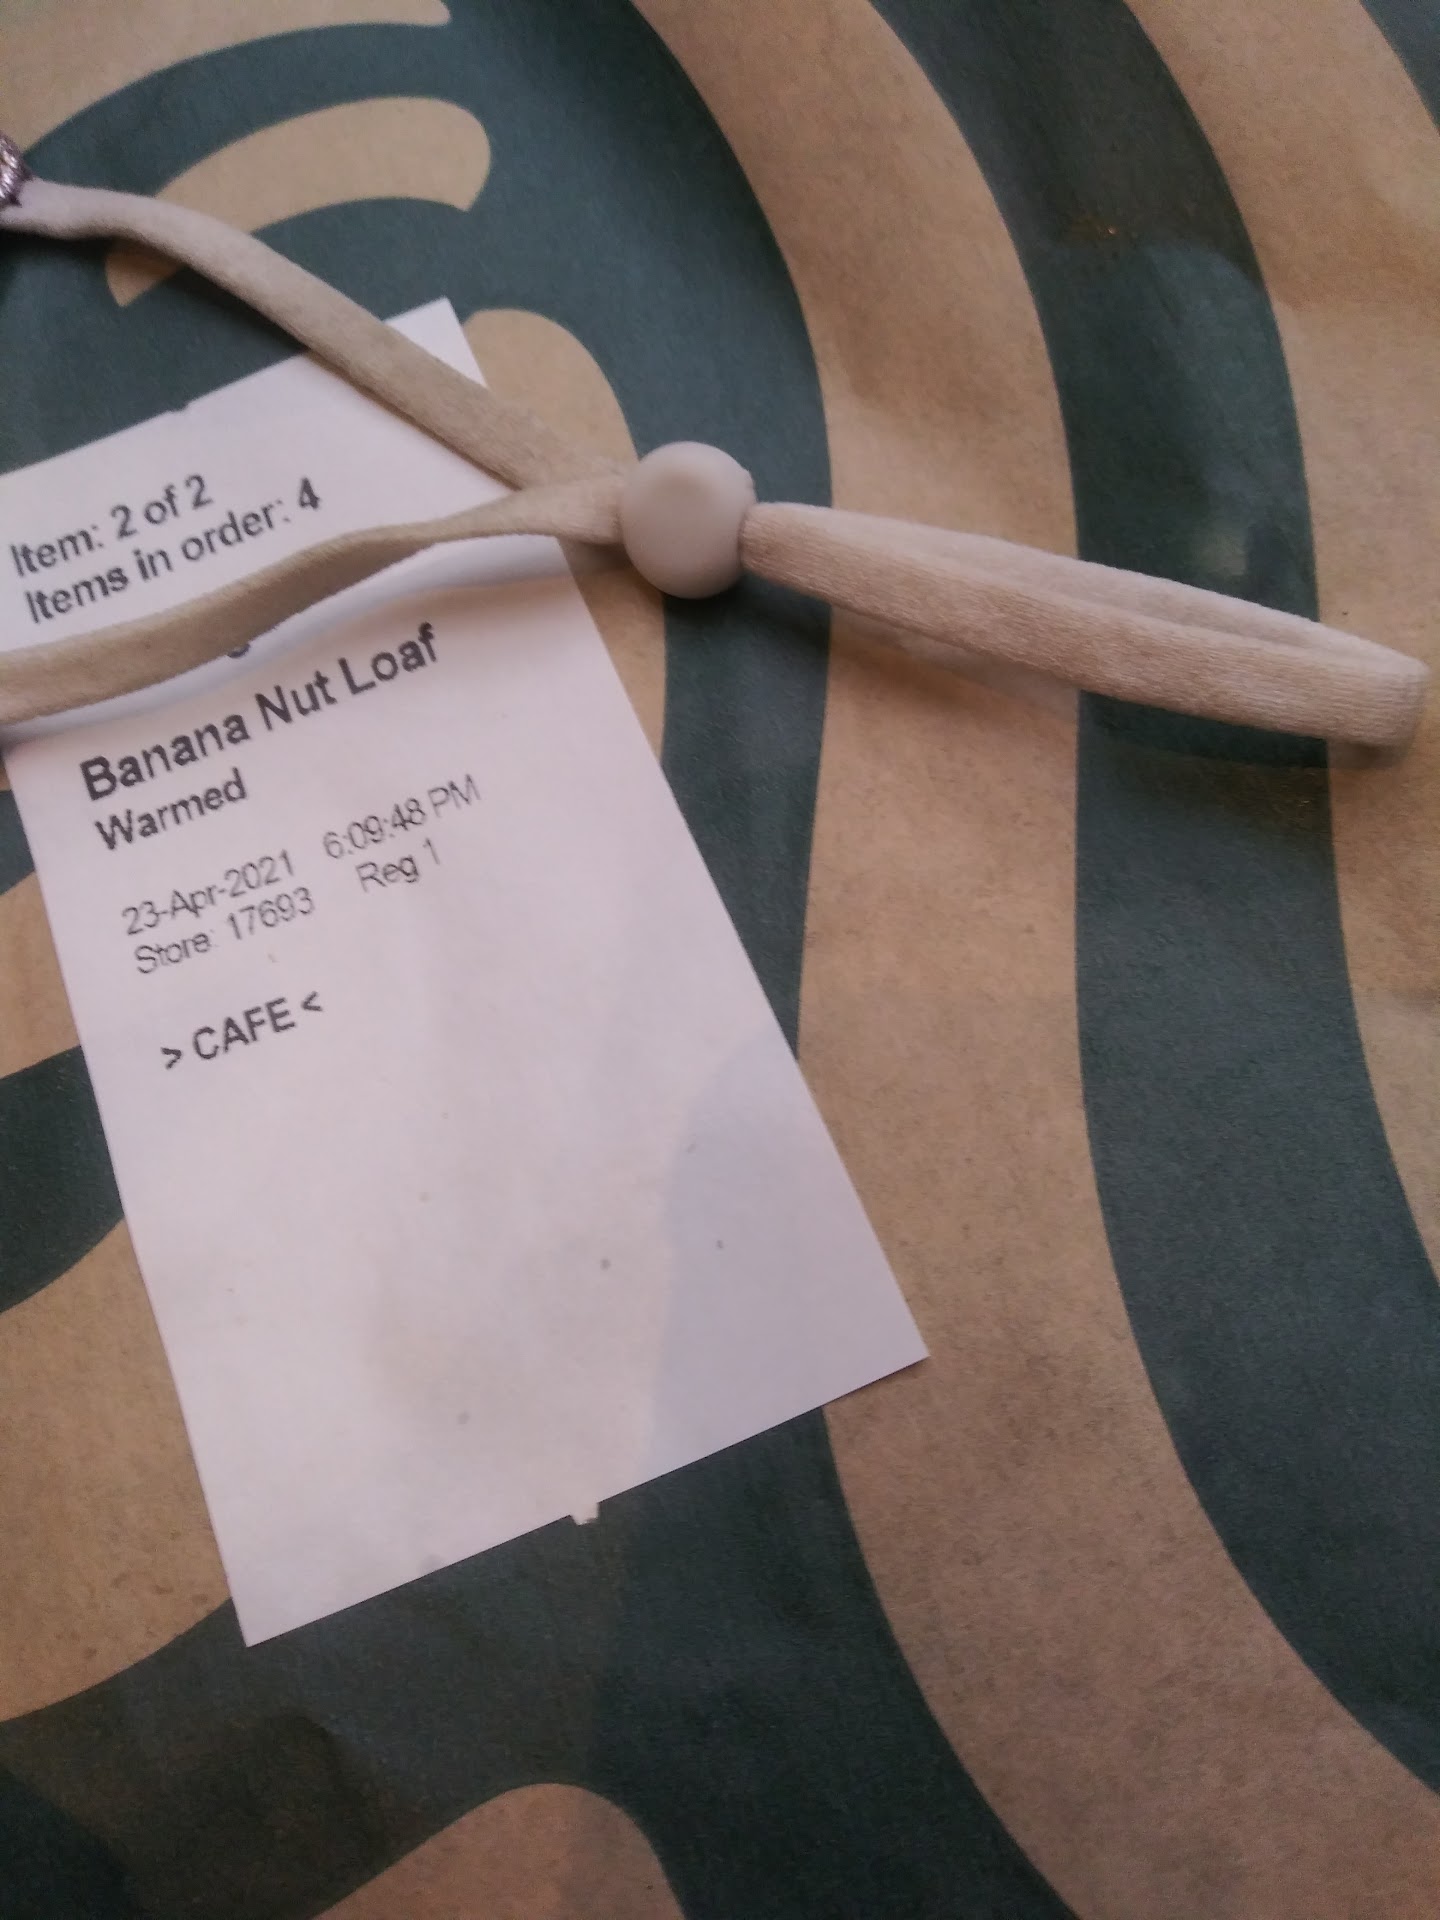 Item: 2 of 2
Items in order: 4
Banana Nut Loaf
Warmed
23-Apr-2021 6:09:48 PM
Store: 17693 Reg 1
> CAFE <